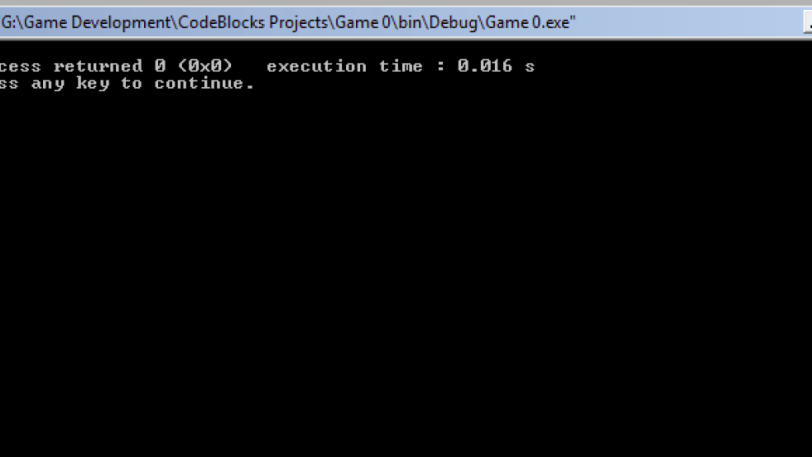 G:\Game Development\CodeBlocks Projects\Game 0\bin\Debug\Game 0.exe"
cess returned 0 (0x0)   execution time : 0.016 s
ss any key to continue.